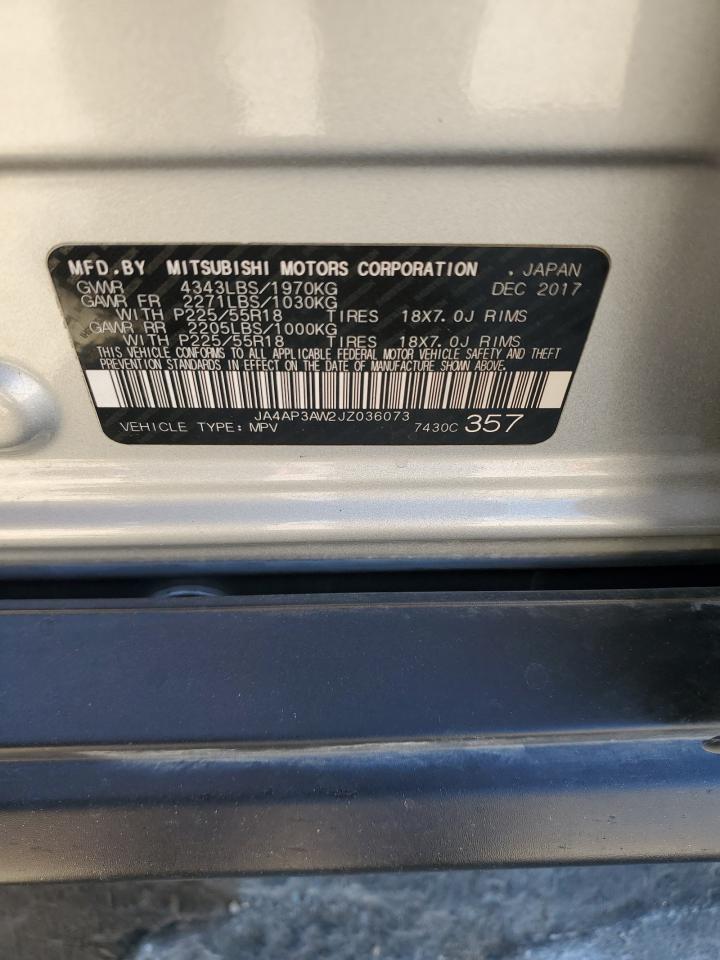 MFD.BY MITSUBISHI MOTORS CORPORATION . JAPAN
GVWR 4343LBS/1970KG DEC 2017
GAWR FR 2271LBS/1030KG
WITH P225/55R18 TIRES 18X7.0J RIMS
GAWR RR 2205LBS/1000KG
WITH P225/55R18 TIRES 18X7.0J RIMS
THIS VEHICLE CONFORMS TO ALL APPLICABLE FEDERAL MOTOR VEHICLE SAFETY AND THEFT
PREVENTION STANDARDS IN EFFECT ON THE DATE OF MANUFACTURE SHOWN ABOVE.
JA4AP3AW2JZ036073
VEHICLE TYPE:MPV 7430C 357